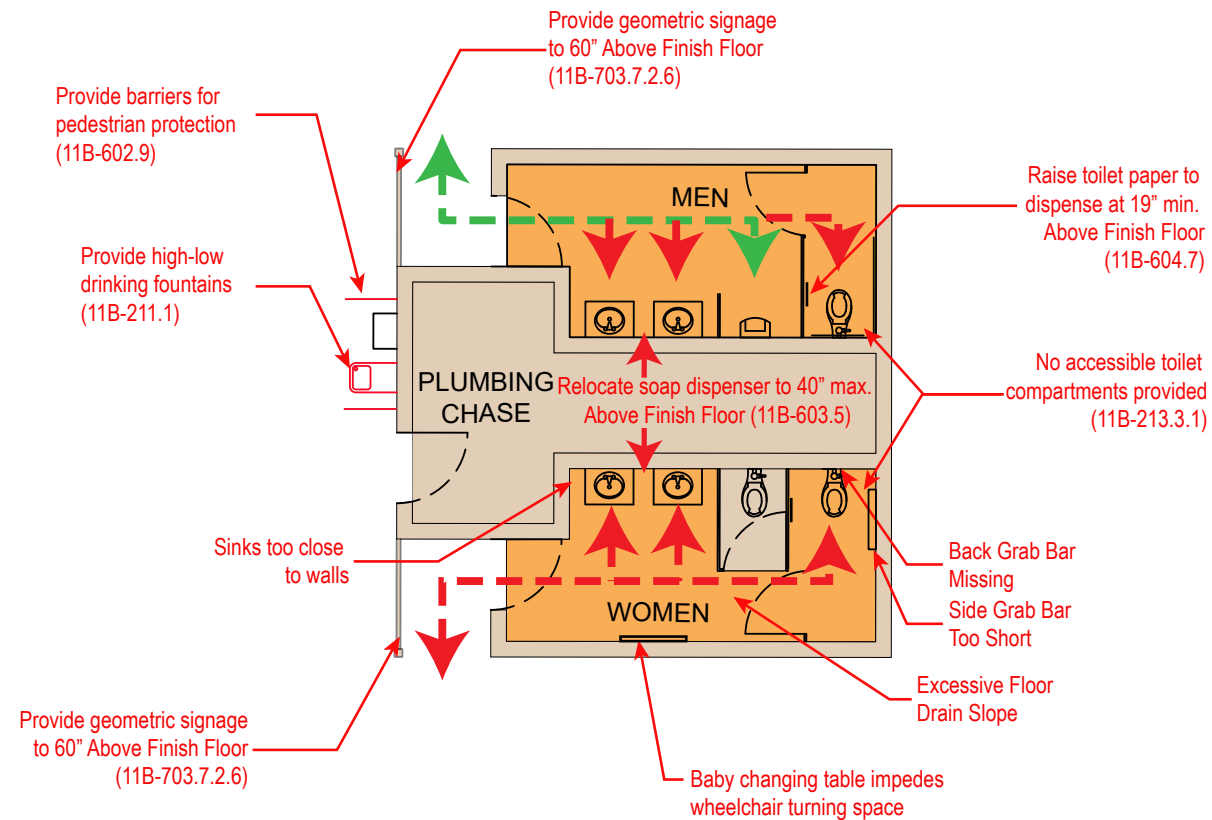 Provide geometric signage
to 60” Above Finish Floor
(11B-703.7.2.6)
Provide barriers for
pedestrian protection
(11B-602.9)
Provide high-low
drinking fountains
(11B-211.1)
MEN
Raise toilet paper to
dispense at 19” min.
Above Finish Floor
(11B-604.7)
No accessible toilet
compartments provided
(11B-213.3.1)
PLUMBING
CHASE
Relocate soap dispenser to 40” max.
Above Finish Floor (11B-603.5)
Sinks too close
to walls
WOMEN
Back Grab Bar
Missing
Side Grab Bar
Too Short
Excessive Floor
Drain Slope
Provide geometric signage
to 60” Above Finish Floor
(11B-703.7.2.6)
Baby changing table impedes
wheelchair turning space